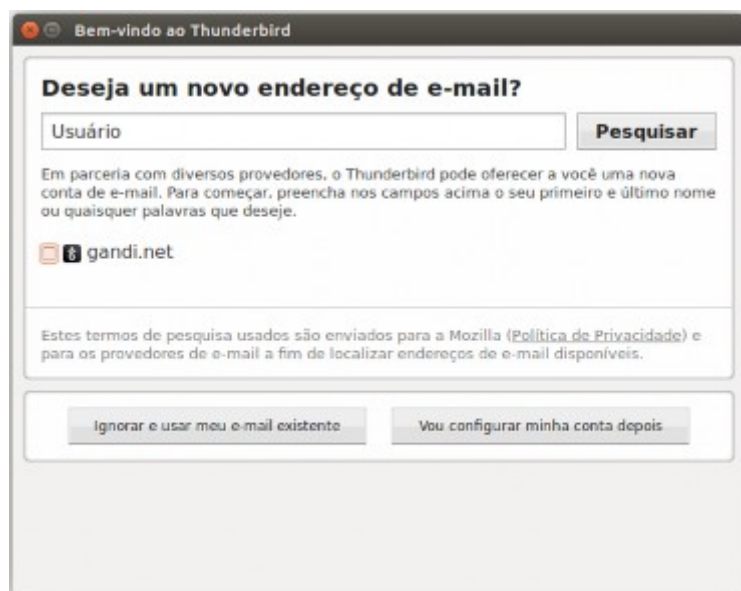 Bem-vindo ao Thunderbird
Deseja um novo endereço de e-mail?
Usuário
Pesquisar
Em parceria com diversos provedores, o Thunderbird pode oferecer a você uma nova
conta de e-mail. Para começar, preencha nos campos acima o seu primeiro e último nome
ou quaisquer palavras que deseje.
gandi.net
Estes termos de pesquisa usados são enviados para a Mozilla (Política de Privacidade) e
para os provedores de e-mail a fim de localizar endereços de e-mail disponíveis.
Ignorar e usar meu e-mail existente
Vou configurar minha conta depois